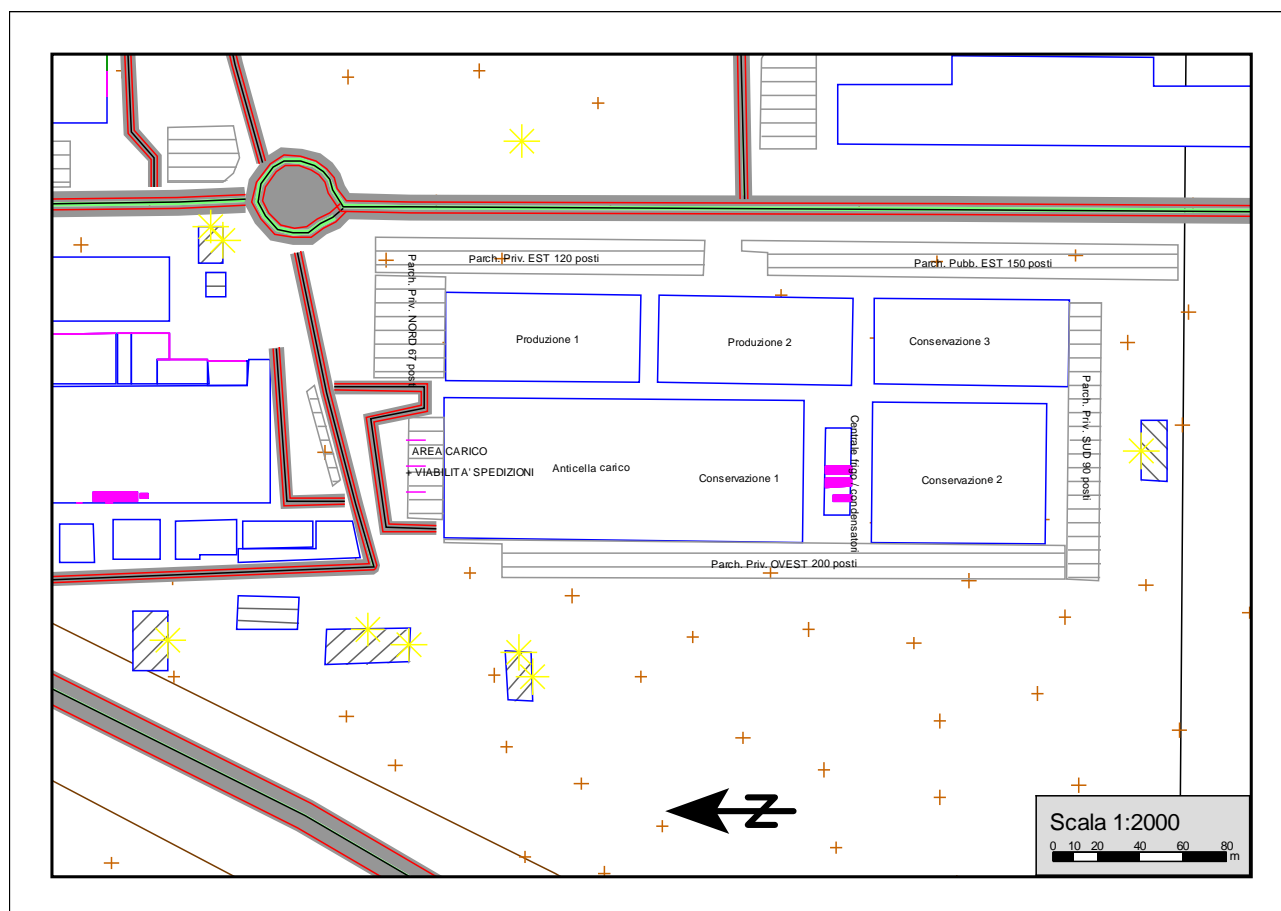 Parch. Priv. EST 120 posti
Parch. Pubb. EST 150 posti
Parch. Priv. NORD 67 posti
Produzione 1
Produzione 2
Conservazione 3
Parch. Priv. SUD 90 posti
AREA CARICO
+ VIABILITA' SPEDIZIONI
Anticella carico
Conservazione 1
Centrale frigo / condensatori
Conservazione 2
Parch. Priv. OVEST 200 posti
N
Scala 1:2000
0 10 20 40 60 80
m